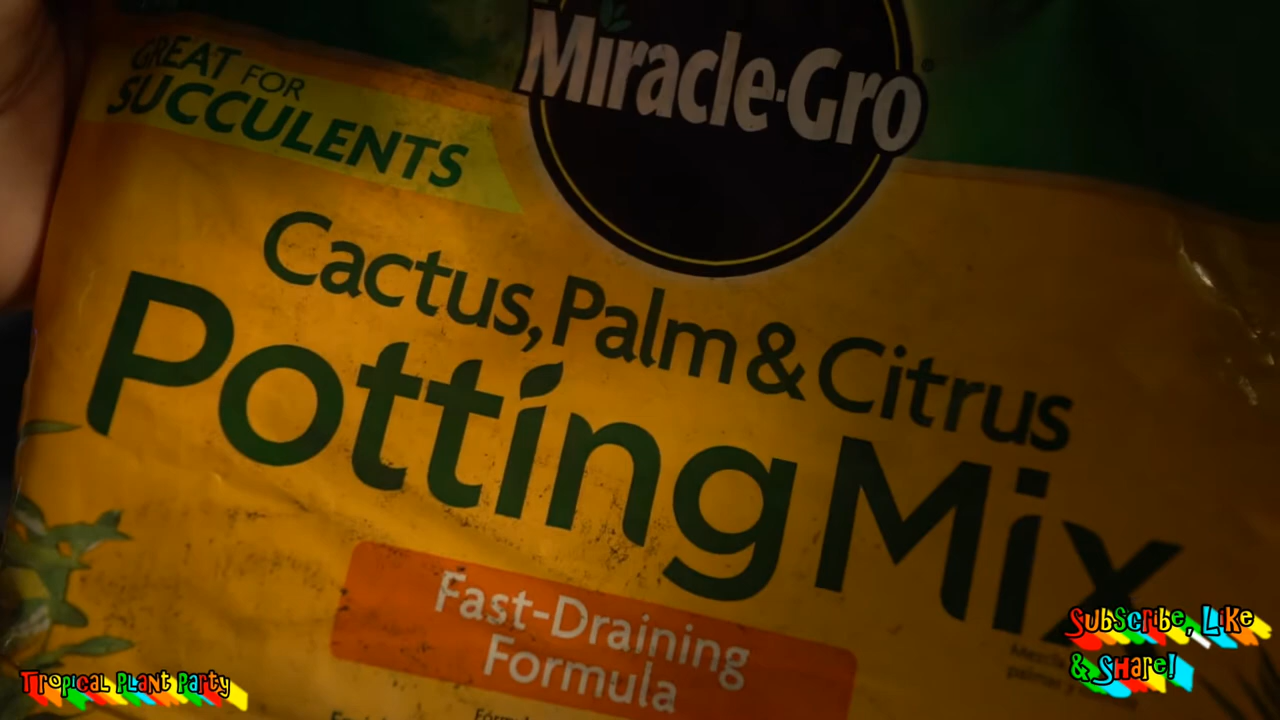 Miracle-Gro®
GREAT FOR
SUCCULENTS
Cactus, Palm & Citrus
Potting Mix
Fast-Draining
Formula
Subscribe, Like
& Share!
Tropical Plant Party